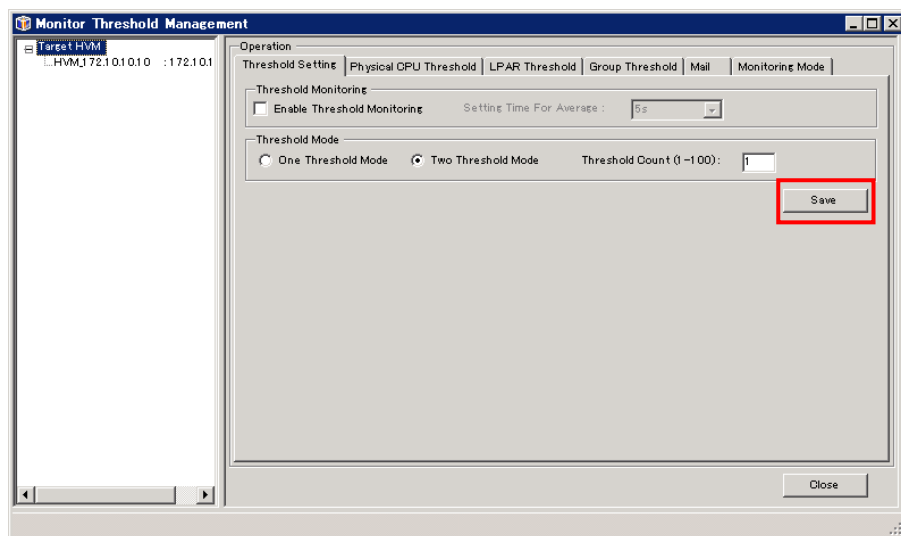 Monitor Threshold Management
Target HVM
HVM_172.10.10.10 : 172.10.1
Operation
Threshold Setting Physical CPU Threshold LPAR Threshold Group Threshold Mail Monitoring Mode
Threshold Monitoring
Enable Threshold Monitoring Setting Time For Average : 5s
Threshold Mode
One Threshold Mode Two Threshold Mode Threshold Count (1-100): 1
Save
Close